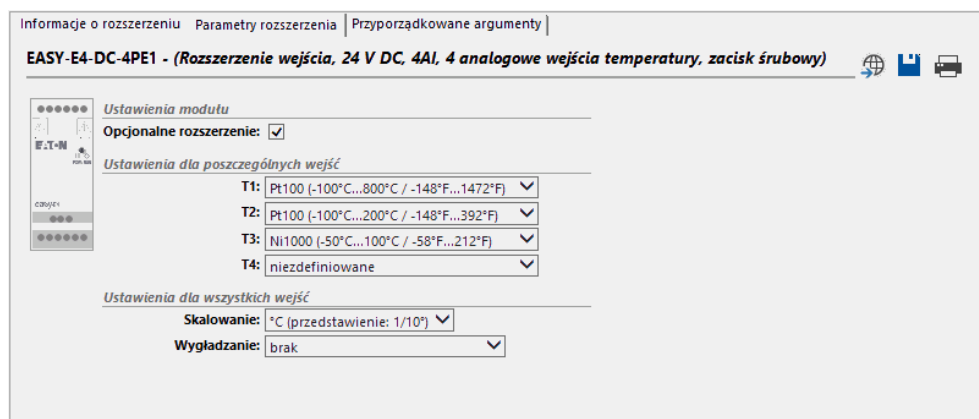 Informacje o rozszerzeniu Parametry rozszerzenia Przyporządkowane argumenty
EASY-E4-DC-4PE1 - (Rozszerzenie wejścia, 24 V DC, 4AI, 4 analogowe wejścia temperatury, zacisk śrubowy)
Ustawienia modułu
Opcjonalne rozszerzenie:
E.T•N
Ustawienia dla poszczególnych wejść
T1: Pt100 (-100°C...800°C / -148°F...1472°F)
T2: Pt100 (-100°C...200°C / -148°F...392°F)
T3: Ni1000 (-50°C...100°C / -58°F...212°F)
T4: niezdefiniowane
Ustawienia dla wszystkich wejść
Skalowanie: °C (przedstawienie: 1/10°)
Wygładzanie: brak